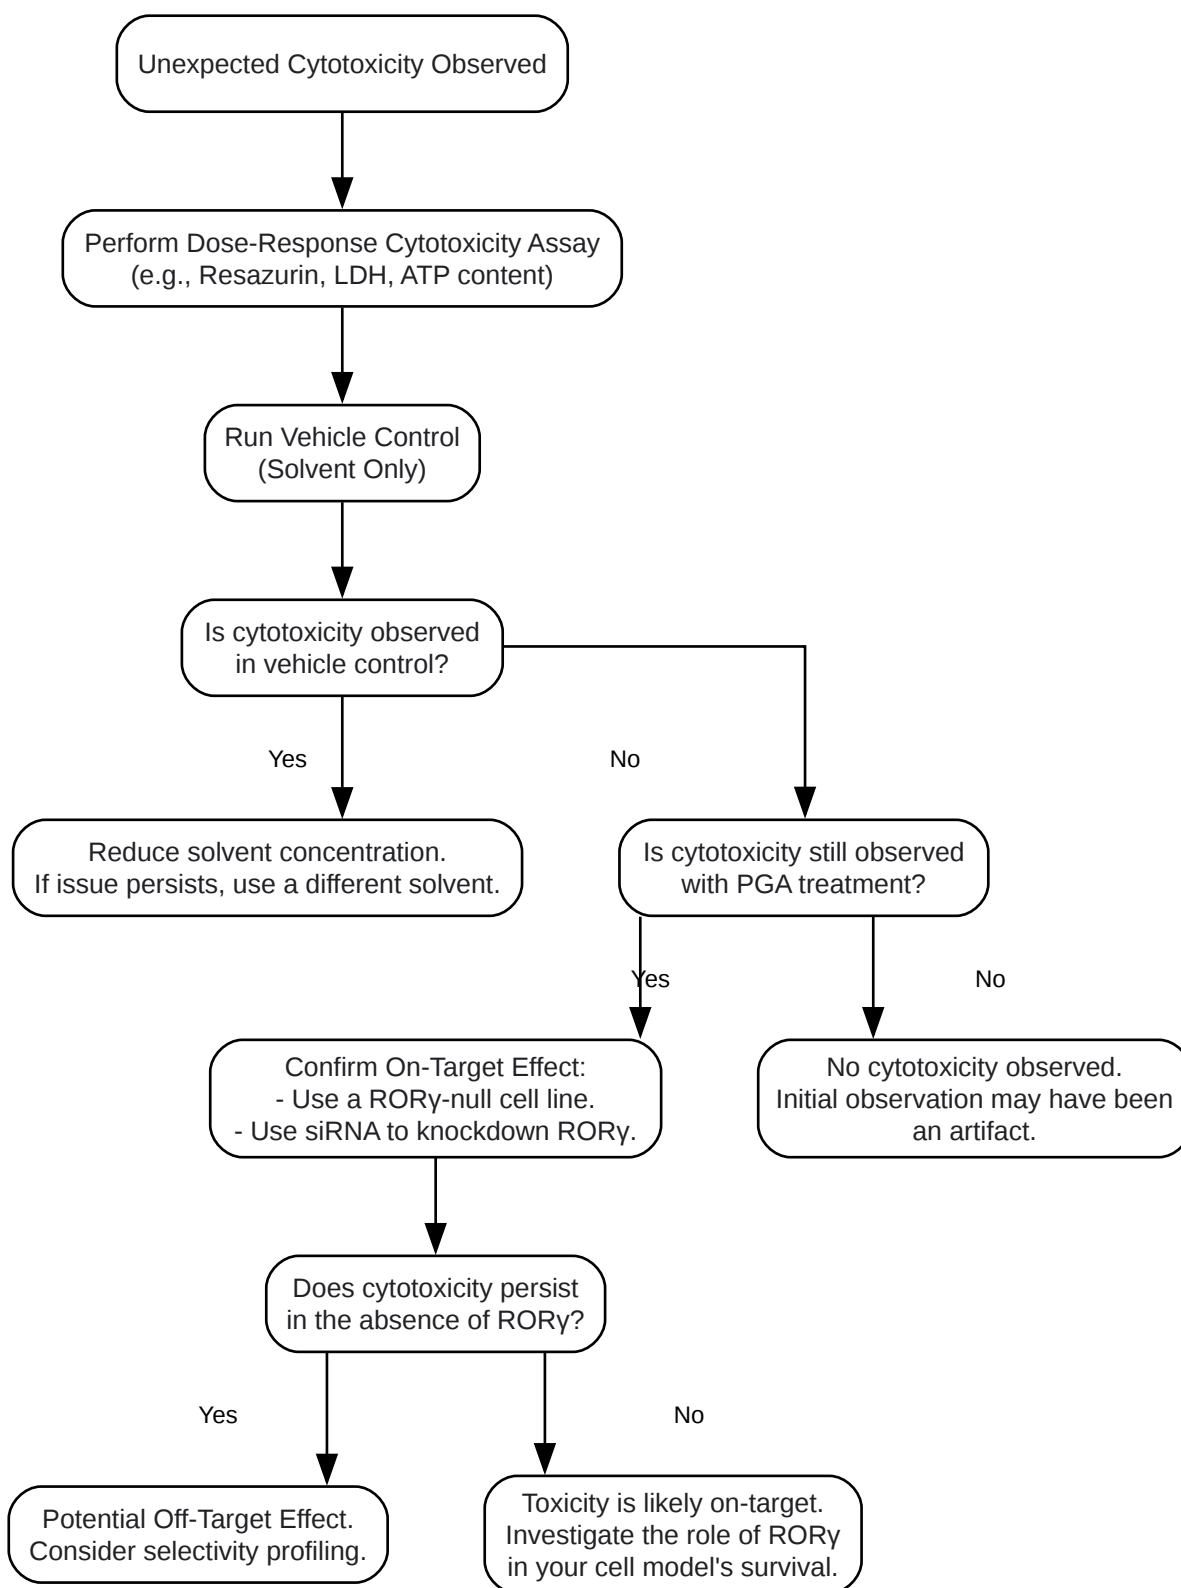 Unexpected Cytotoxicity Observed
Perform Dose-Response Cytotoxicity Assay
(e.g., Resazurin, LDH, ATP content)
Run Vehicle Control
(Solvent Only)
Is cytotoxicity observed
in vehicle control?
Yes
No
Reduce solvent concentration.
If issue persists, use a different solvent.
Is cytotoxicity still observed
with PGA treatment?
Yes
No
Confirm On-Target Effect:
- Use a RORγ-null cell line.
- Use siRNA to knockdown RORγ.
No cytotoxicity observed.
Initial observation may have been
an artifact.
Does cytotoxicity persist
in the absence of RORγ?
Yes
No
Potential Off-Target Effect.
Consider selectivity profiling.
Toxicity is likely on-target.
Investigate the role of RORγ
in your cell model's survival.